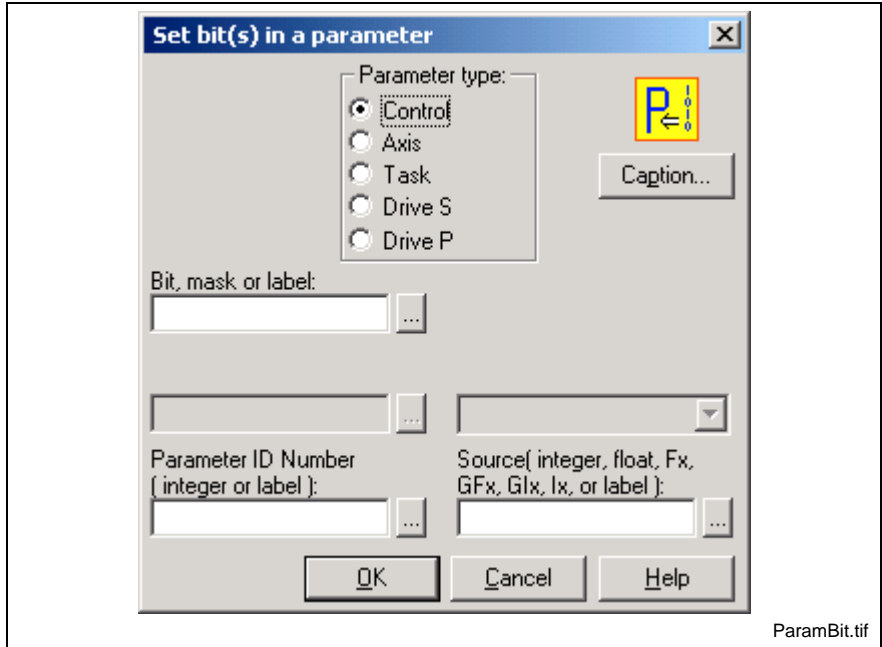 Set bit(s) in a parameter
Parameter type:
Control
Axis
Task
Drive S
Drive P
Caption...
Bit, mask or label:
...
...
Parameter ID Number
( integer or label ):
...
Source( integer, float, Fx,
GFx, GIx, Ix, or label ):
...
OK
Cancel
Help
ParamBit.tif